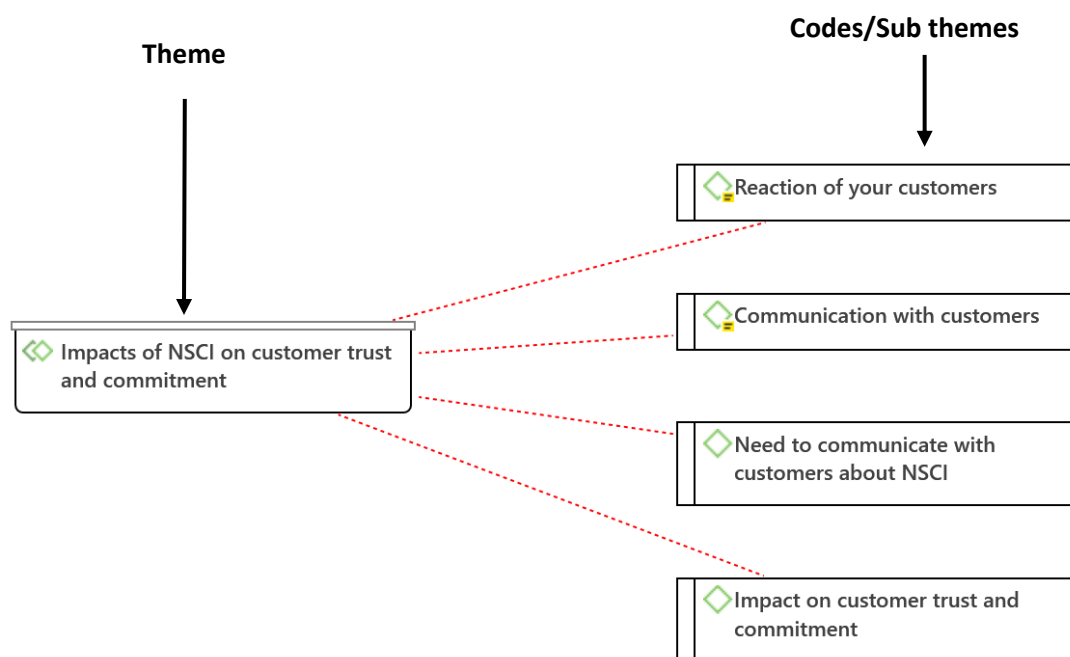 Codes/Sub themes
Theme
Reaction of your customers
Communication with customers
Impacts of NSCI on customer trust
and commitment
Need to communicate with
customers about NSCI
Impact on customer trust and
commitment